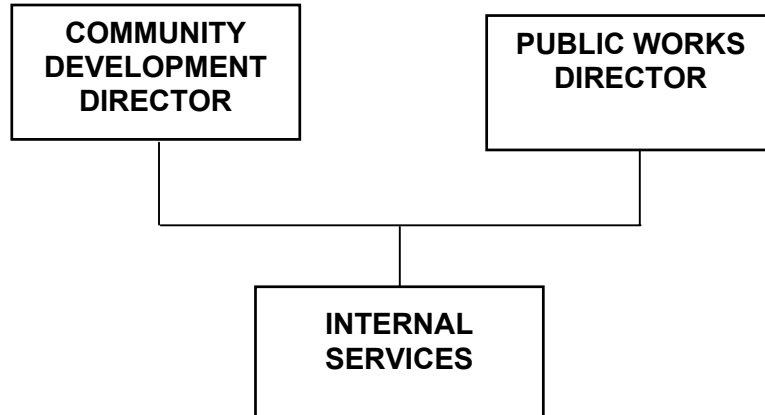 COMMUNITY
DEVELOPMENT
DIRECTOR
PUBLIC WORKS
DIRECTOR
INTERNAL
SERVICES